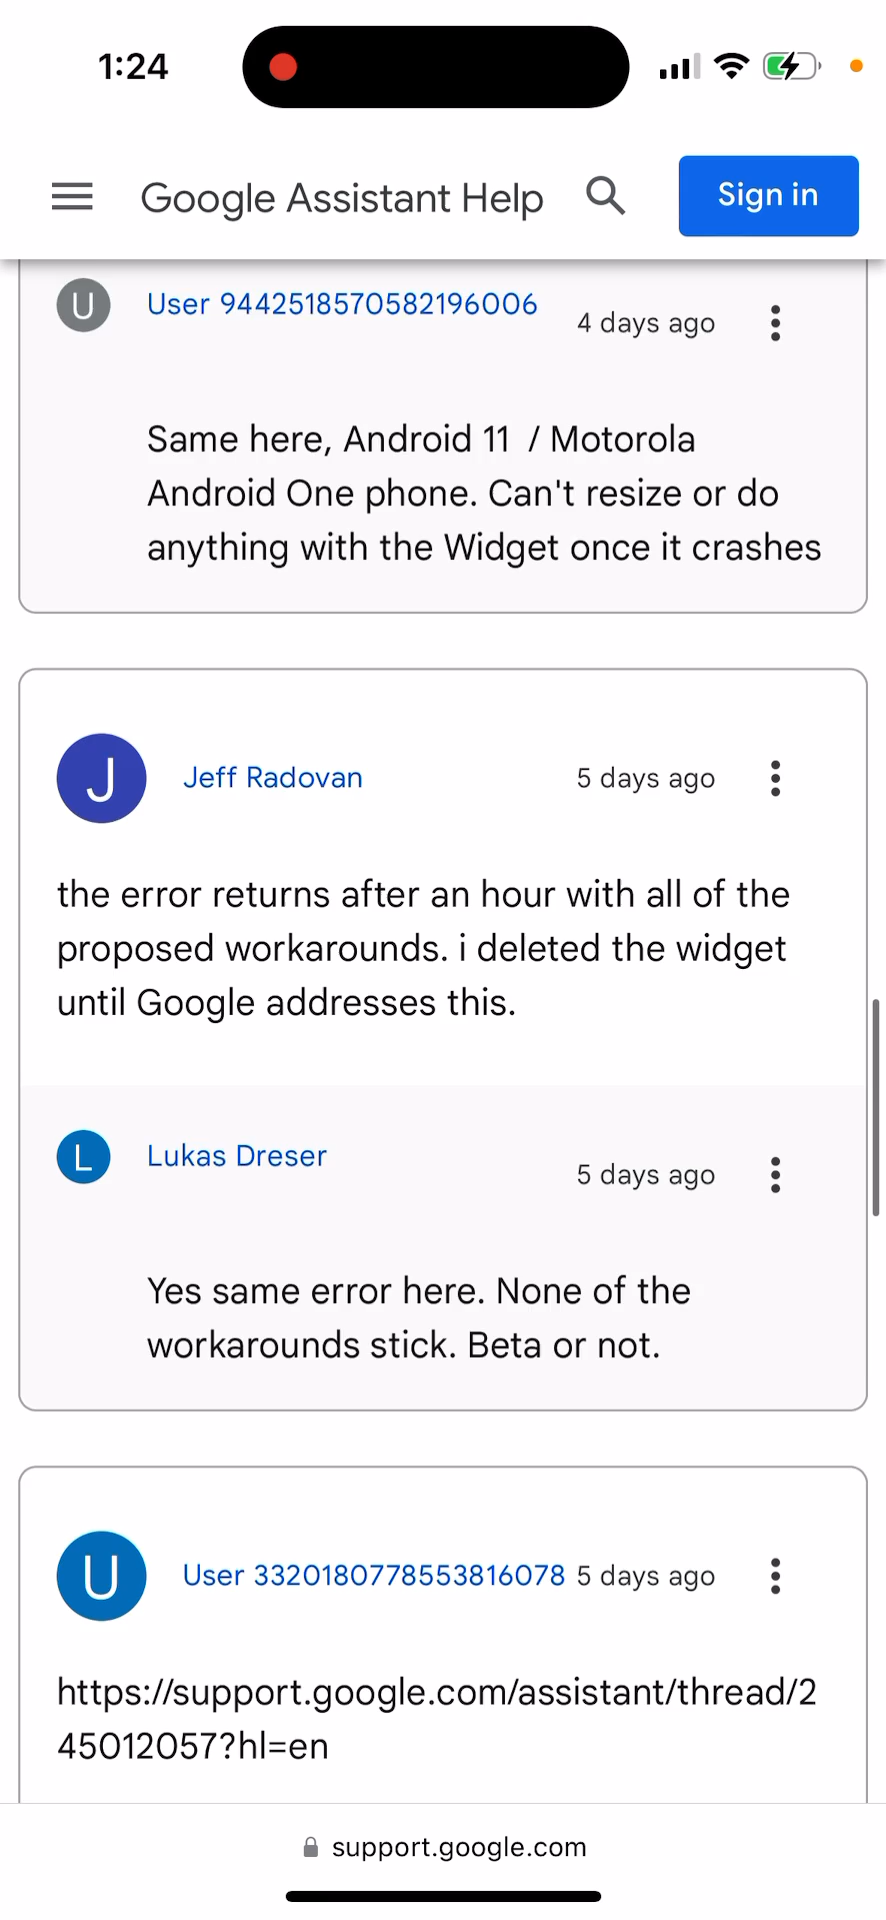 1:24
Google Assistant Help
Sign in
U
User 9442518570582196006
4 days ago
Same here, Android 11 / Motorola
Android One phone. Can't resize or do
anything with the Widget once it crashes
J
Jeff Radovan
5 days ago
the error returns after an hour with all of the
proposed workarounds. i deleted the widget
until Google addresses this.
L
Lukas Dreser
5 days ago
Yes same error here. None of the
workarounds stick. Beta or not.
U
User 3320180778553816078
5 days ago
https://support.google.com/assistant/thread/2
45012057?hl=en
support.google.com